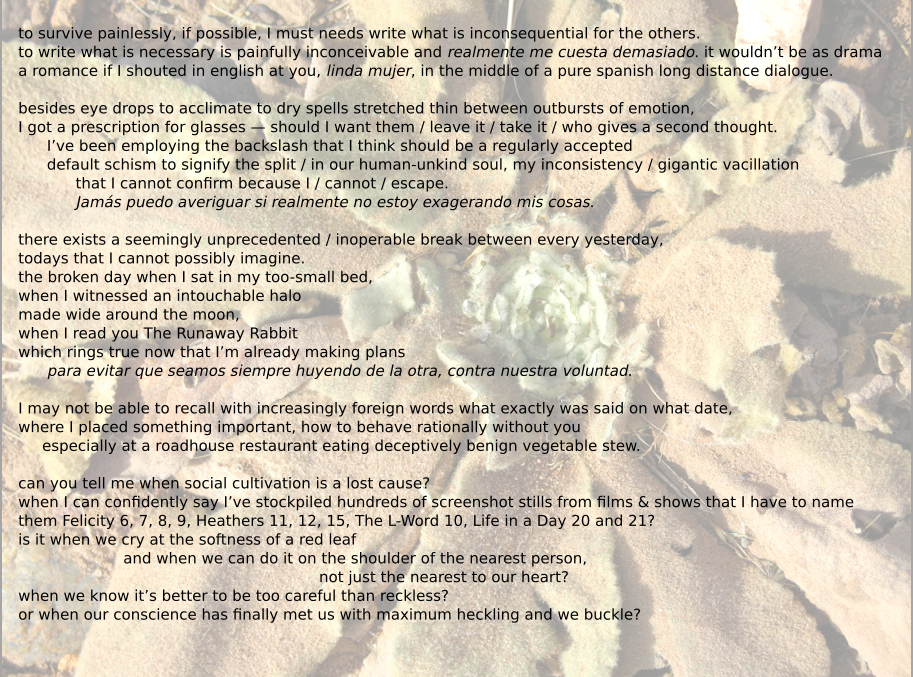 to survive painlessly, if possible, I must needs write what is inconsequential for the others.
to write what is necessary is painfully inconceivable and realmente me cuesta demasiado. it wouldn't be as drama
a romance if I shouted in english at you, linda mujer, in the middle of a pure spanish long distance dialogue.
besides eye drops to acclimate to dry spells stretched thin between outbursts of emotion,
I got a prescription for glasses — should I want them / leave it / take it / who gives a second thought.
I've been employing the backslash that I think should be a regularly accepted
default schism to signify the split / in our human-unkind soul, my inconsistency / gigantic vacillation
that I cannot confirm because I / cannot / escape.
Jamás puedo averiguar si realmente no estoy exagerando mis cosas.
there exists a seemingly unprecedented / inoperable break between every yesterday,
todays that I cannot possibly imagine.
the broken day when I sat in my too-small bed,
when I witnessed an intouchable halo
made wide around the moon,
when I read you The Runaway Rabbit
which rings true now that I'm already making plans
para evitar que seamos siempre huyendo de la otra, contra nuestra voluntad.
I may not be able to recall with increasingly foreign words what exactly was said on what date,
where I placed something important, how to behave rationally without you
especially at a roadhouse restaurant eating deceptively benign vegetable stew.
can you tell me when social cultivation is a lost cause?
when I can confidently say I've stockpiled hundreds of screenshot stills from films & shows that I have to name
them Felicity 6, 7, 8, 9, Heathers 11, 12, 15, The L-Word 10, Life in a Day 20 and 21?
is it when we cry at the softness of a red leaf
and when we can do it on the shoulder of the nearest person,
not just the nearest to our heart?
when we know it's better to be too careful than reckless?
or when our conscience has finally met us with maximum heckling and we buckle?